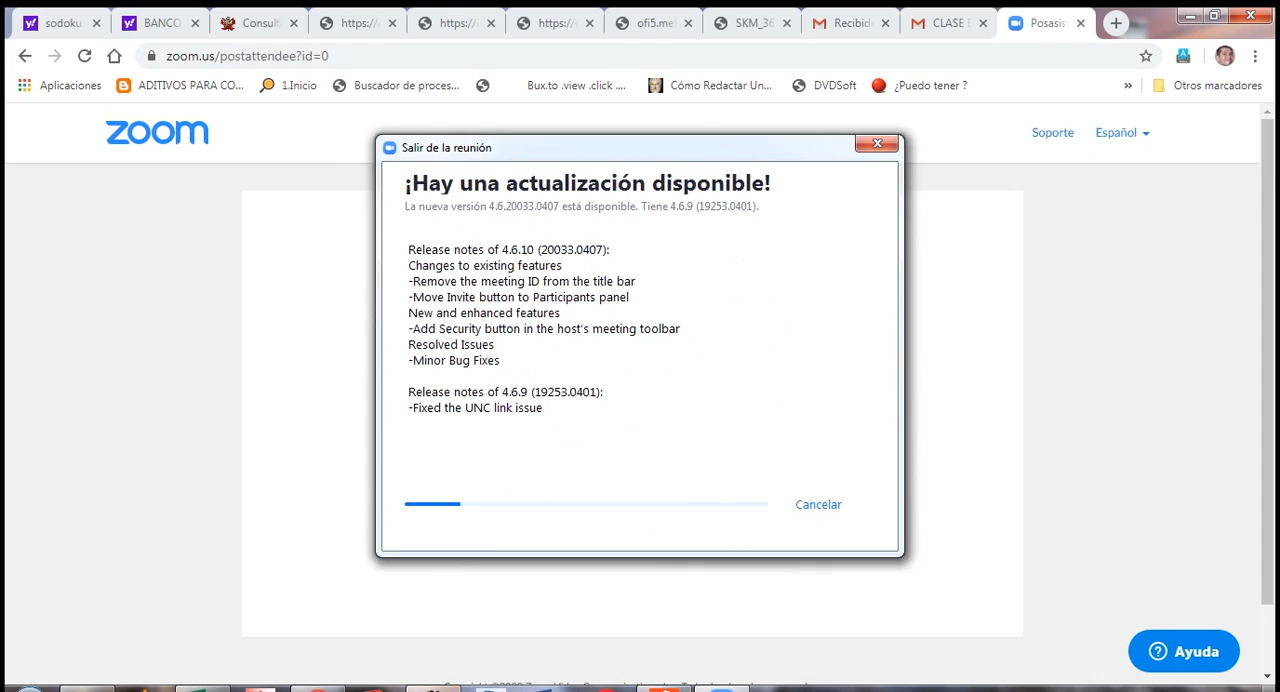 sodoku
BANCO
Consult
https://
https://
https://
ofi5.me
SKM_36
Recibid
CLASE
Posasis
zoom.us/postattendee?id=0
Aplicaciones
ADITIVOS PARA CO...
1.Inicio
Buscador de proces...
Bux.to .view .click ....
Cómo Redactar Un...
DVDSoft
¿Puedo tener ?
»
Otros marcadores
zoom
Soporte
Español
Salir de la reunión
¡Hay una actualización disponible!
La nueva versión 4.6.20033.0407 está disponible. Tiene 4.6.9 (19253.0401).
Release notes of 4.6.10 (20033.0407):
Changes to existing features
-Remove the meeting ID from the title bar
-Move Invite button to Participants panel
New and enhanced features
-Add Security button in the host's meeting toolbar
Resolved Issues
-Minor Bug Fixes
Release notes of 4.6.9 (19253.0401):
-Fixed the UNC link issue
Cancelar
Ayuda